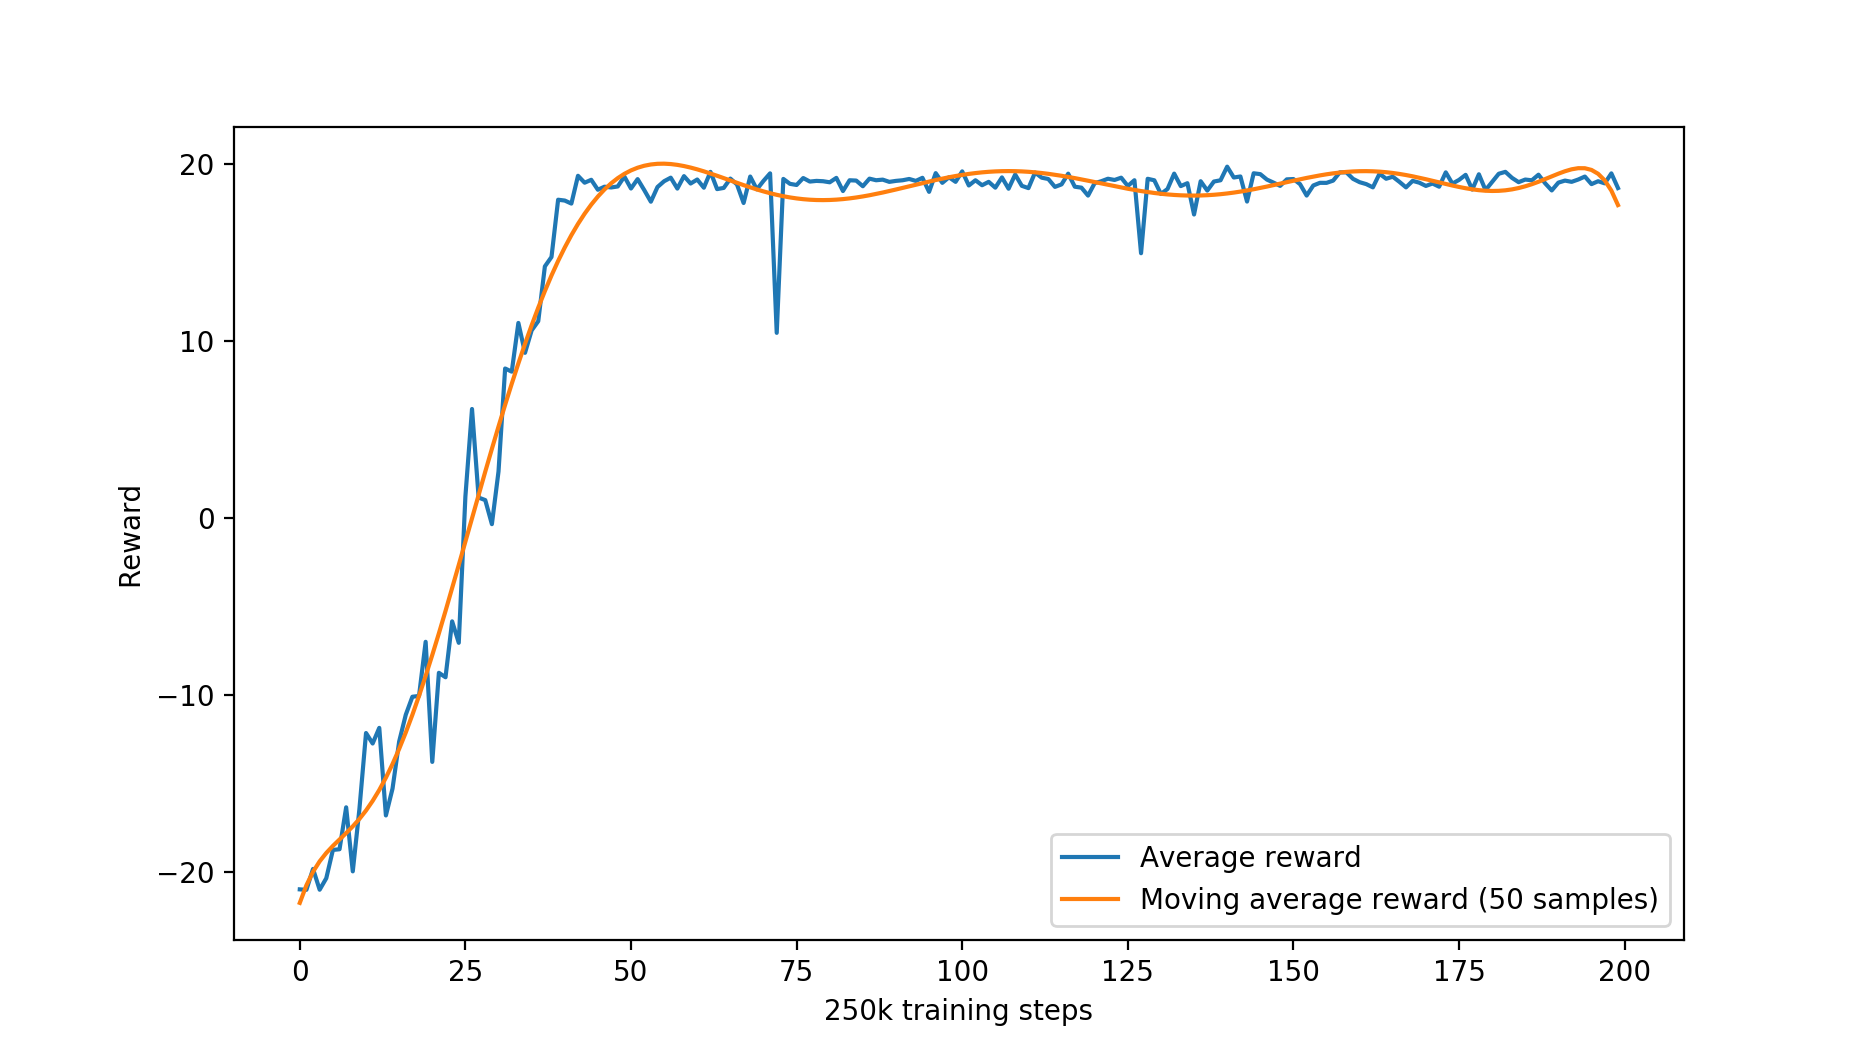 20
10
0
−10
−20
Reward
0 25 50 75 100 125 150 175 200
250k training steps
Average reward
Moving average reward (50 samples)